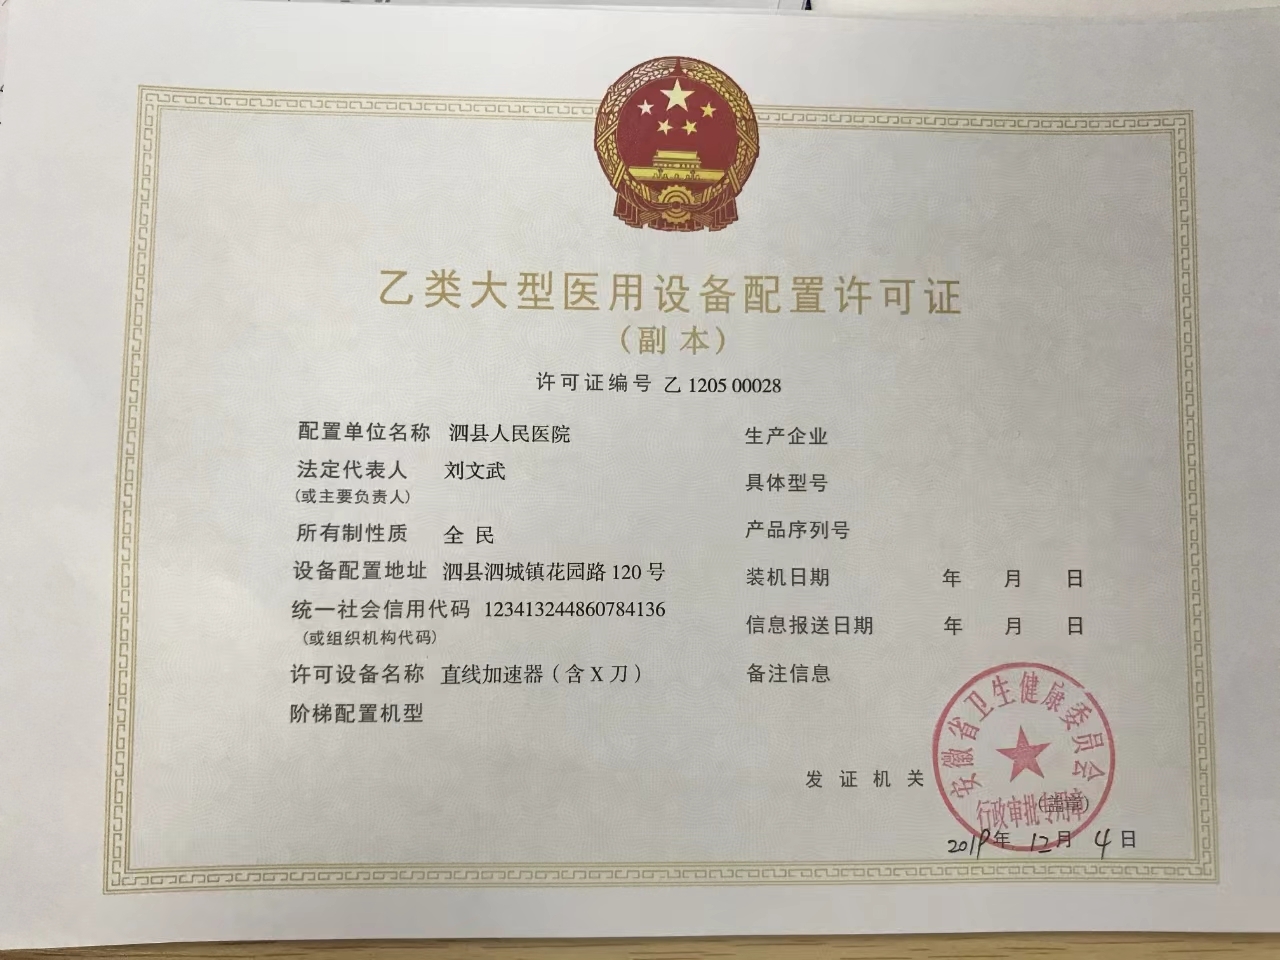 乙类大型医用设备配置许可证
（副 本）
许可证编号 乙 1205 00028
配置单位名称 泗县人民医院
法定代表人 刘文武
（或主要负责人）
所有制性质 全 民
设备配置地址 泗县泗城镇花园路 120 号
统一社会信用代码 123413244860784136
（或组织机构代码）
许可设备名称 直线加速器（含 X 刀）
阶梯配置机型
生产企业
具体型号
产品序列号
装机日期 年 月 日
信息报送日期 年 月 日
备注信息
发 证 机 关
安徽省卫生健康委员会
行政审批专用章
（盖章）
2019年 12月 4日